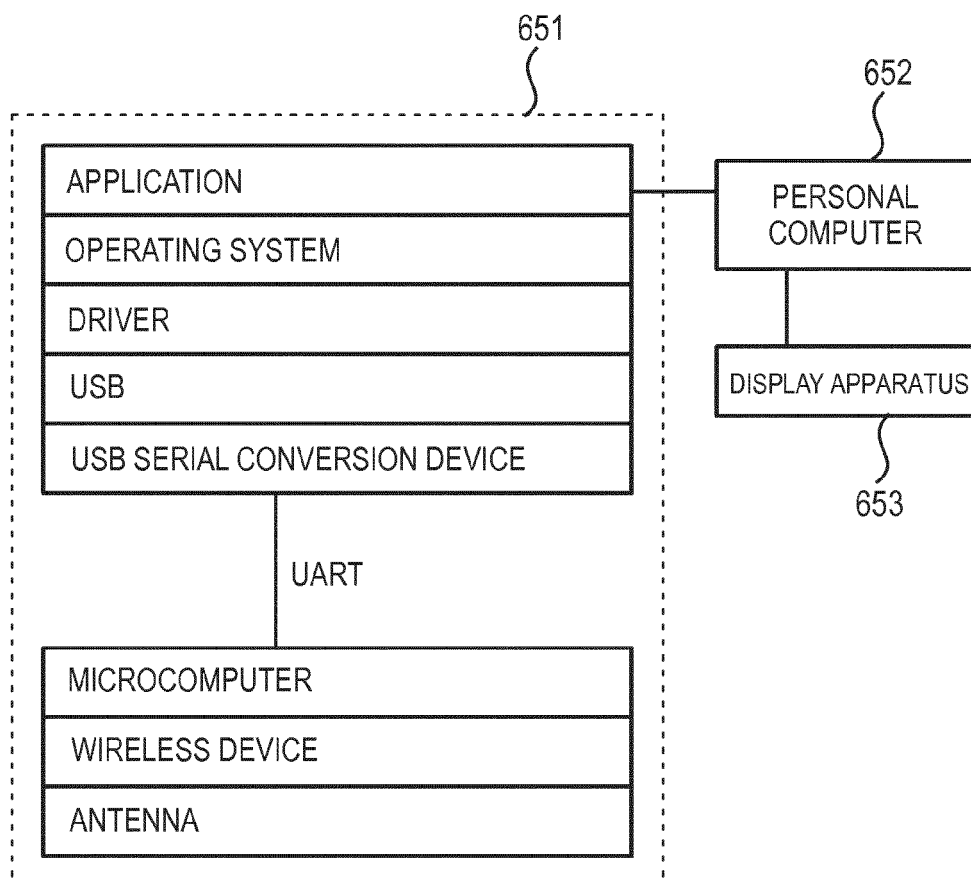 651
652
APPLICATION
OPERATING SYSTEM
DRIVER
USB
USB SERIAL CONVERSION DEVICE
PERSONAL
COMPUTER
DISPLAY APPARATUS
653
UART
MICROCOMPUTER
WIRELESS DEVICE
ANTENNA